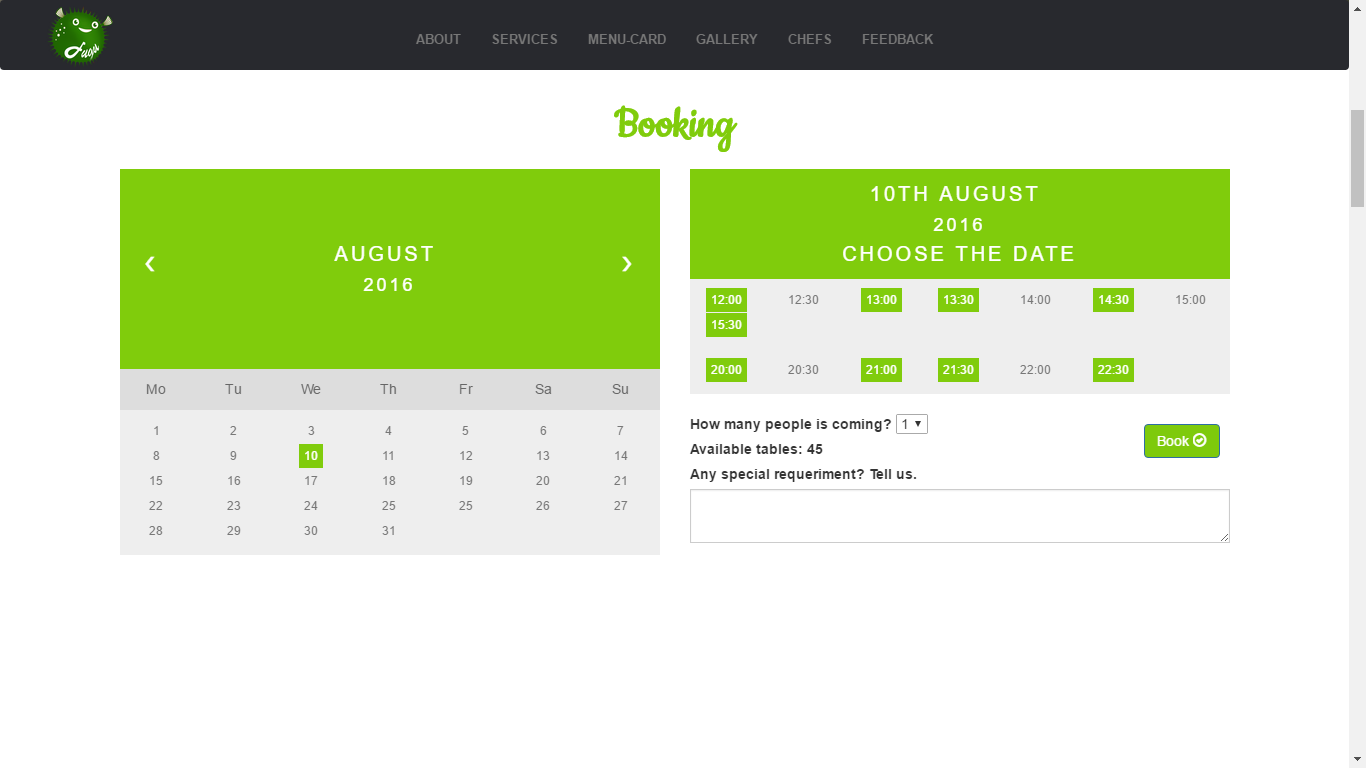 Fugu
ABOUT SERVICES MENU-CARD GALLERY CHEFS FEEDBACK
Booking
‹ AUGUST ›
2016
Mo Tu We Th Fr Sa Su
1 2 3 4 5 6 7
8 9 10 11 12 13 14
15 16 17 18 19 20 21
22 23 24 25 25 26 27
28 29 30 31
10TH AUGUST
2016
CHOOSE THE DATE
12:00 12:30 13:00 13:30 14:00 14:30 15:00
15:30
20:00 20:30 21:00 21:30 22:00 22:30
How many people is coming? 1
Available tables: 45
Book
Any special requeriment? Tell us.